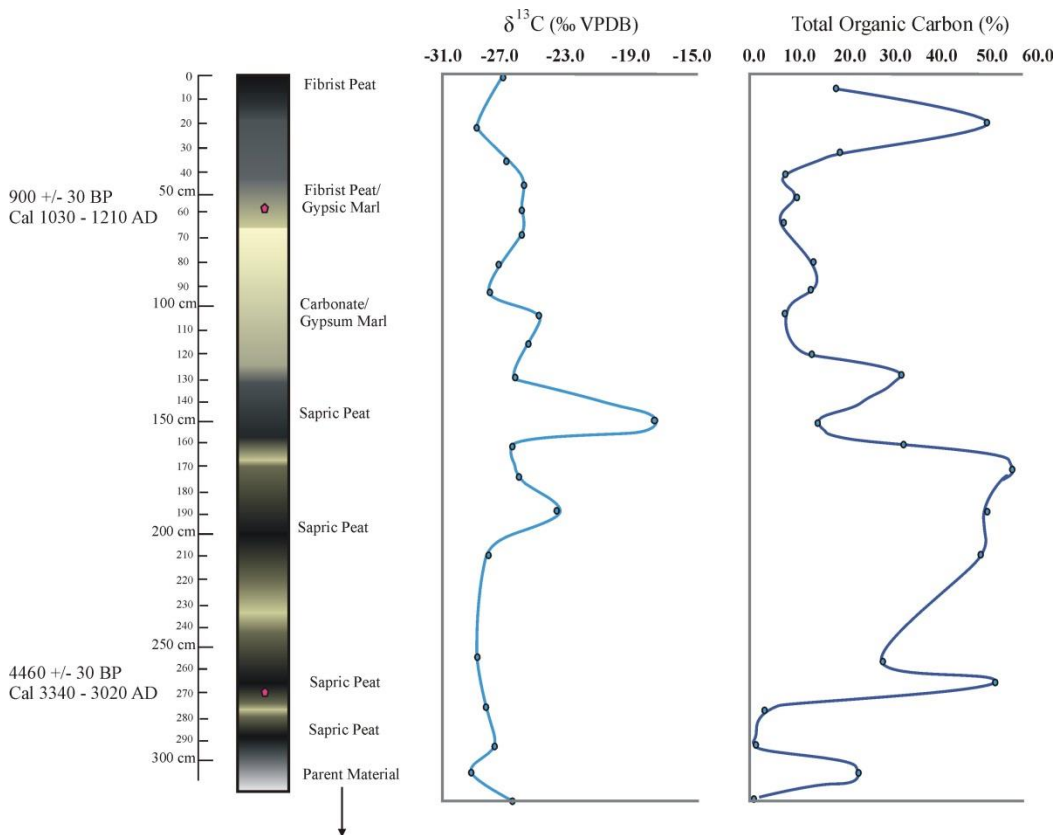 δ¹³C (‰ VPDB)
-31.0 -27.0 -23.0 -19.0 -15.0
Total Organic Carbon (%)
0.0 10.0 20.0 30.0 40.0 50.0 60.0
0
10
20
30
40
50 cm
60
70
80
90
100 cm
110
120
130
140
150 cm
160
170
180
190
200 cm
210
220
230
240
250 cm
260
270
280
290
300 cm
900 +/- 30 BP
Cal 1030 - 1210 AD
4460 +/- 30 BP
Cal 3340 - 3020 AD
Fibrist Peat
Fibrist Peat/
Gypsic Marl
Carbonate/
Gypsum Marl
Sapric Peat
Sapric Peat
Sapric Peat
Sapric Peat
Parent Material